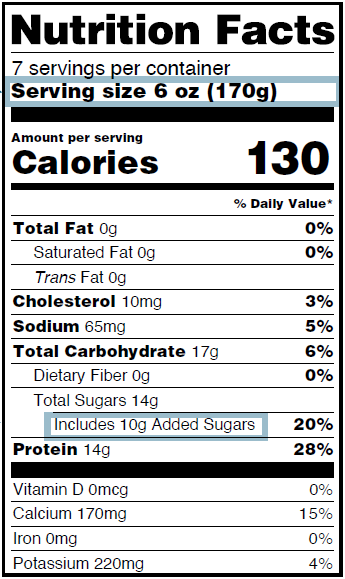 Nutrition Facts
7 servings per container
Serving size 6 oz (170g)
Amount per serving
Calories 130
% Daily Value*
Total Fat 0g 0%
Saturated Fat 0g 0%
Trans Fat 0g
Cholesterol 10mg 3%
Sodium 65mg 5%
Total Carbohydrate 17g 6%
Dietary Fiber 0g 0%
Total Sugars 14g
Includes 10g Added Sugars 20%
Protein 14g 28%
Vitamin D 0mcg 0%
Calcium 170mg 15%
Iron 0mg 0%
Potassium 220mg 4%